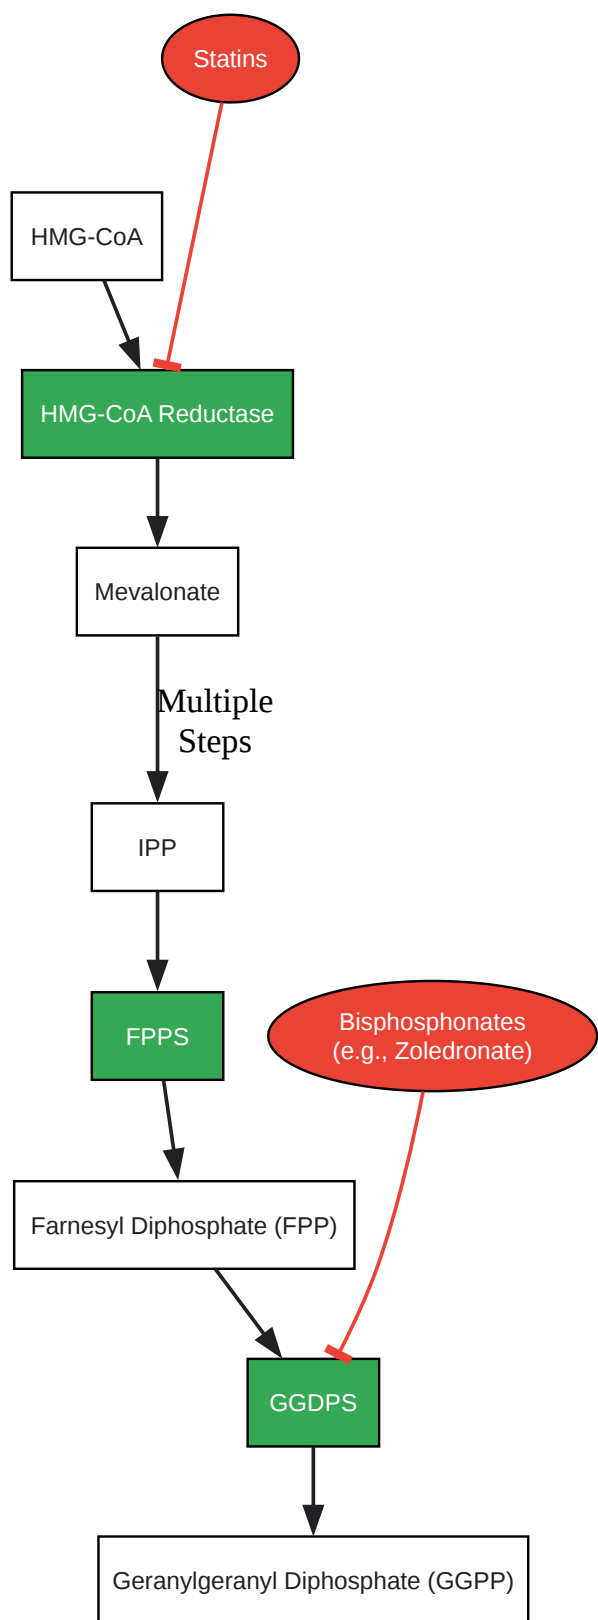 Statins
HMG-CoA
HMG-CoA Reductase
Mevalonate
Multiple
Steps
IPP
FPPS
Bisphosphonates
(e.g., Zoledronate)
Farnesyl Diphosphate (FPP)
GGDPS
Geranylgeranyl Diphosphate (GGPP)